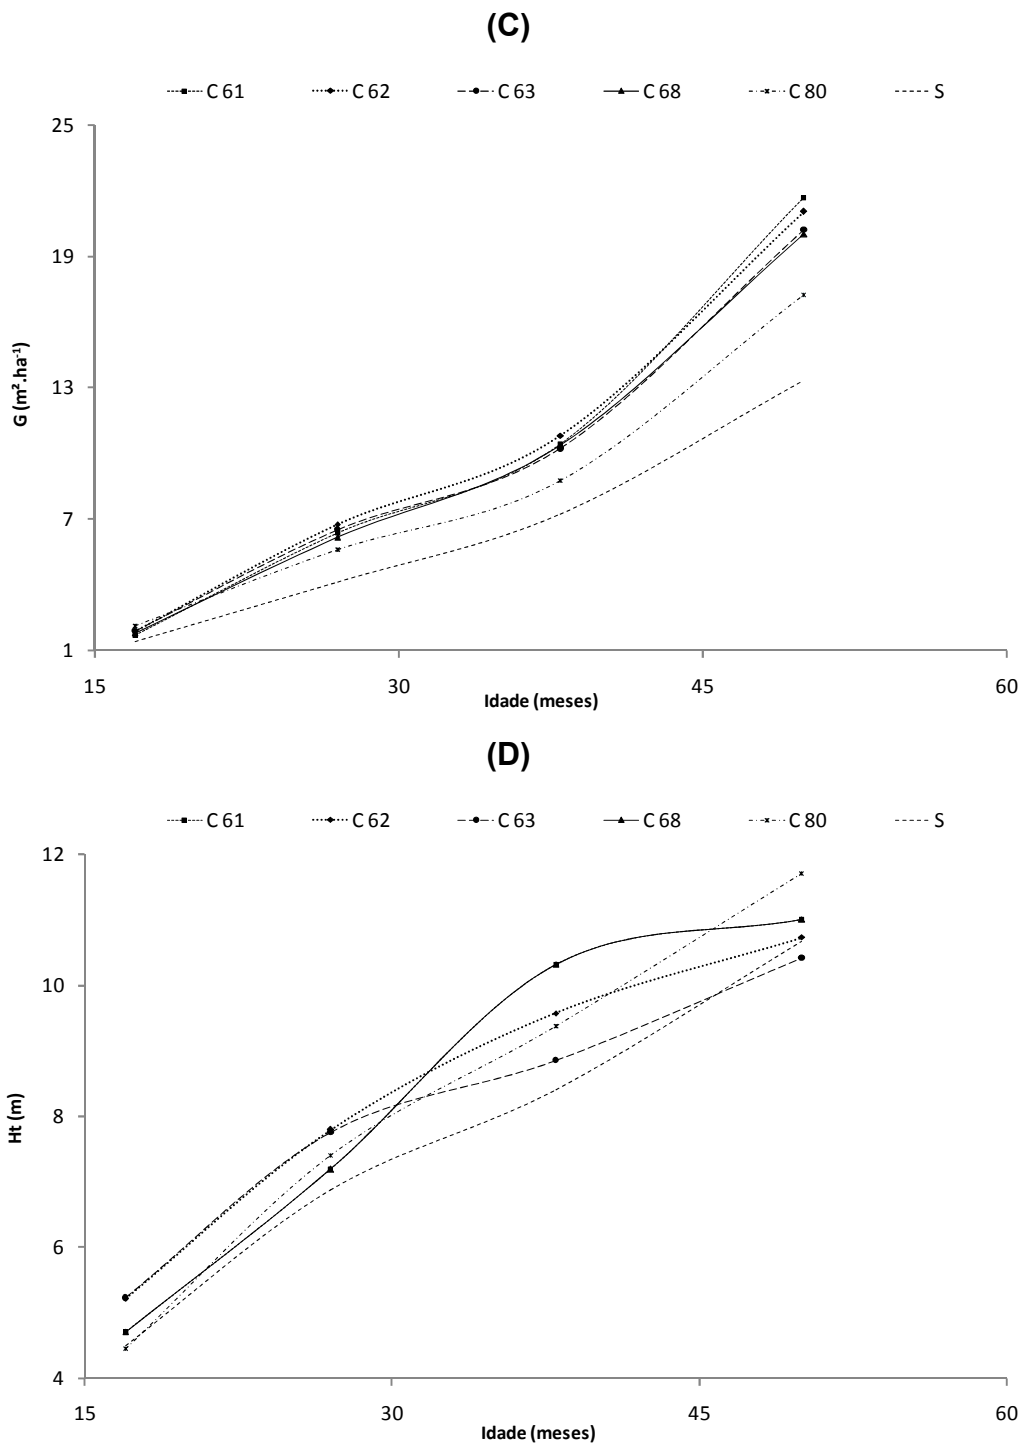 (C)
C 61 C 62 C 63 C 68 C 80 S
25
19
13
7
1
G (m².ha⁻¹)
15 30 45 60
Idade (meses)
(D)
C 61 C 62 C 63 C 68 C 80 S
12
10
8
6
4
Ht (m)
15 30 45 60
Idade (meses)